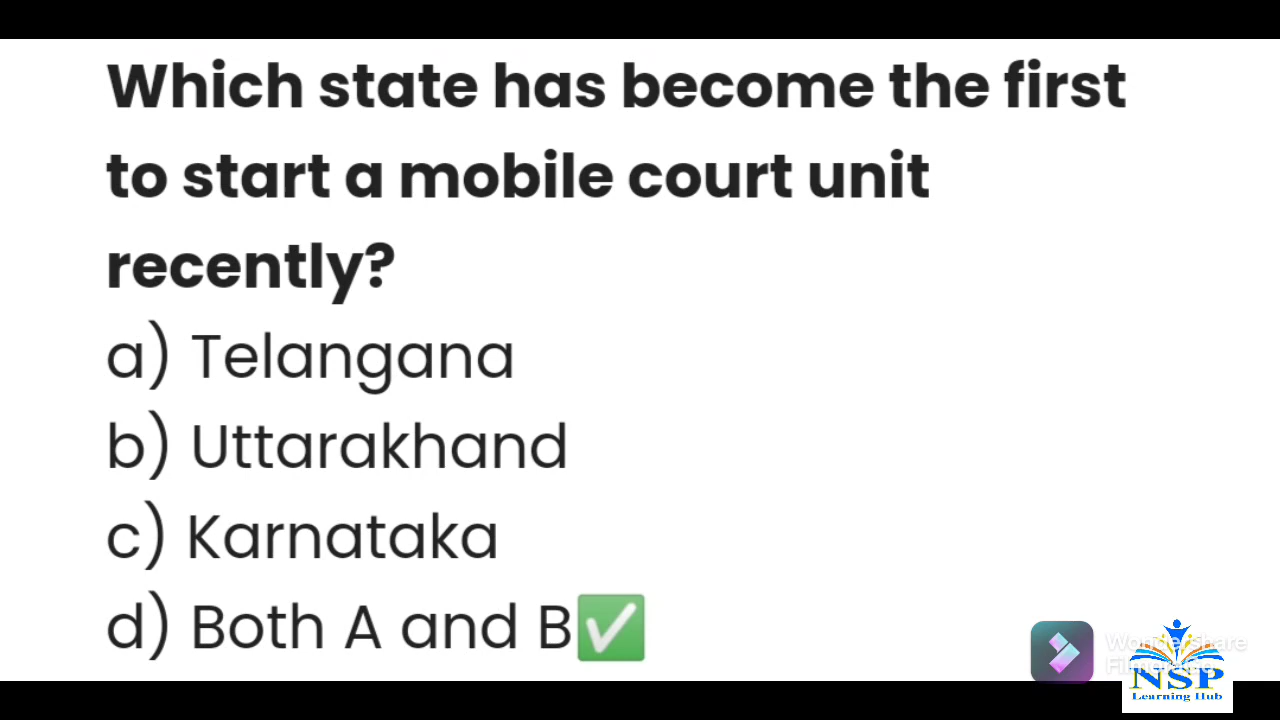 Which state has become the first
to start a mobile court unit
recently?
a) Telangana
b) Uttarakhand
c) Karnataka
d) Both A and B✅
Wondershare
NSP
Learning Hub